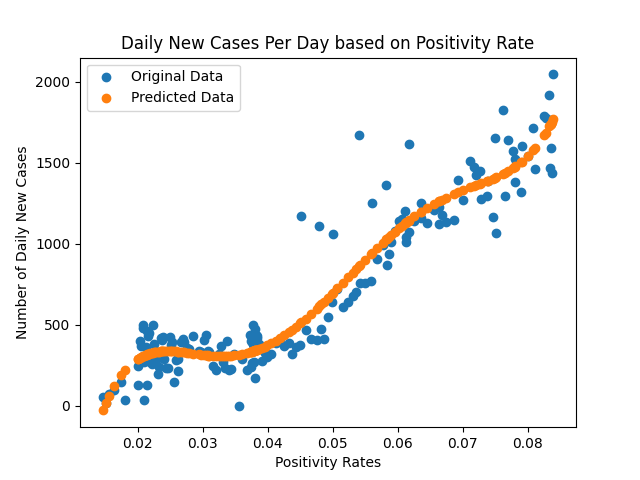 Daily New Cases Per Day based on Positivity Rate
Original Data
Predicted Data
2000
1500
1000
500
0
Number of Daily New Cases
0.02 0.03 0.04 0.05 0.06 0.07 0.08
Positivity Rates